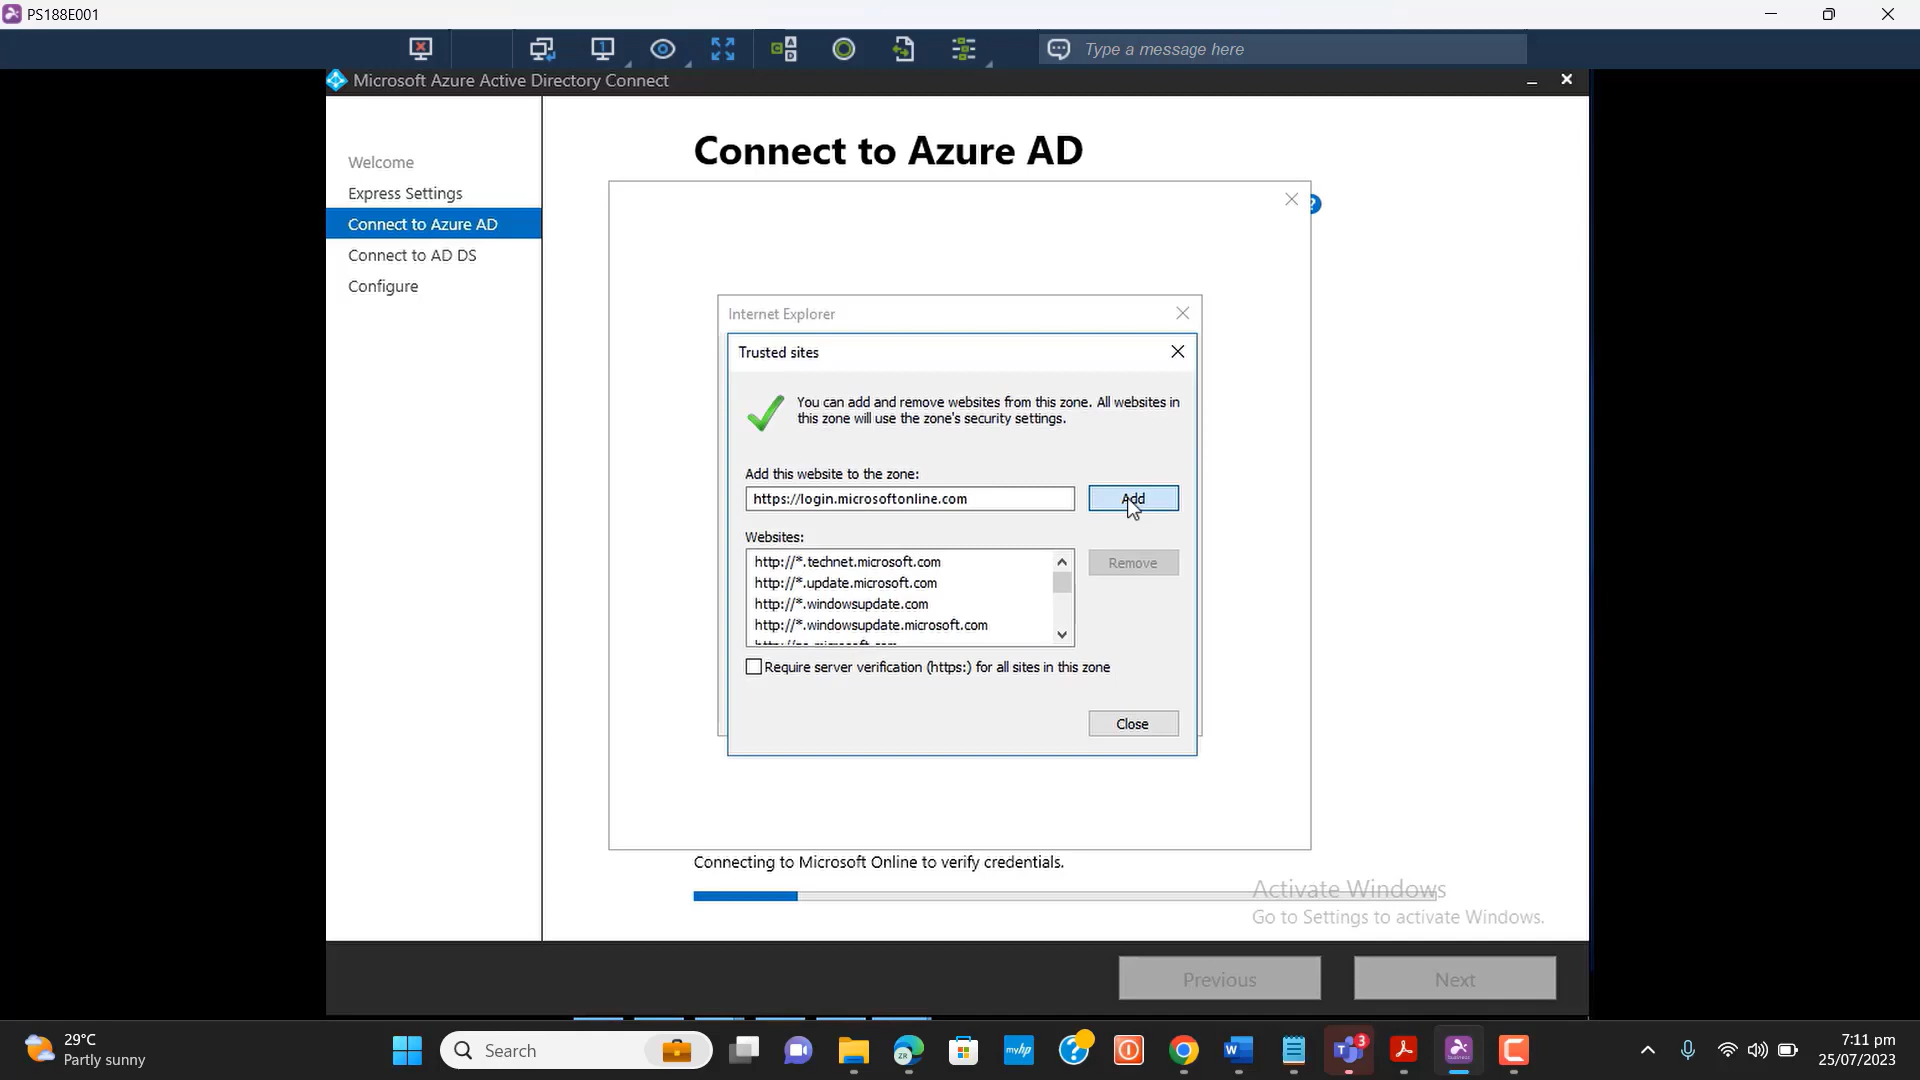 PS188E001
Type a message here
Microsoft Azure Active Directory Connect
Connect to Azure AD
Welcome
Express Settings
Connect to Azure AD
Connect to AD DS
Configure
?
Internet Explorer
Trusted sites
You can add and remove websites from this zone. All websites in
this zone will use the zone's security settings.
Add this website to the zone:
https://login.microsoftonline.com
Add
Websites:
http://*.technet.microsoft.com
http://*.update.microsoft.com
http://*.windowsupdate.com
http://*.windowsupdate.microsoft.com
Remove
Require server verification (https:) for all sites in this zone
Close
Connecting to Microsoft Online to verify credentials.
Activate Windows
Go to Settings to activate Windows.
Previous
Next
29°C
Partly sunny
Search
ZR
myhp
W
3
7:11 pm
25/07/2023